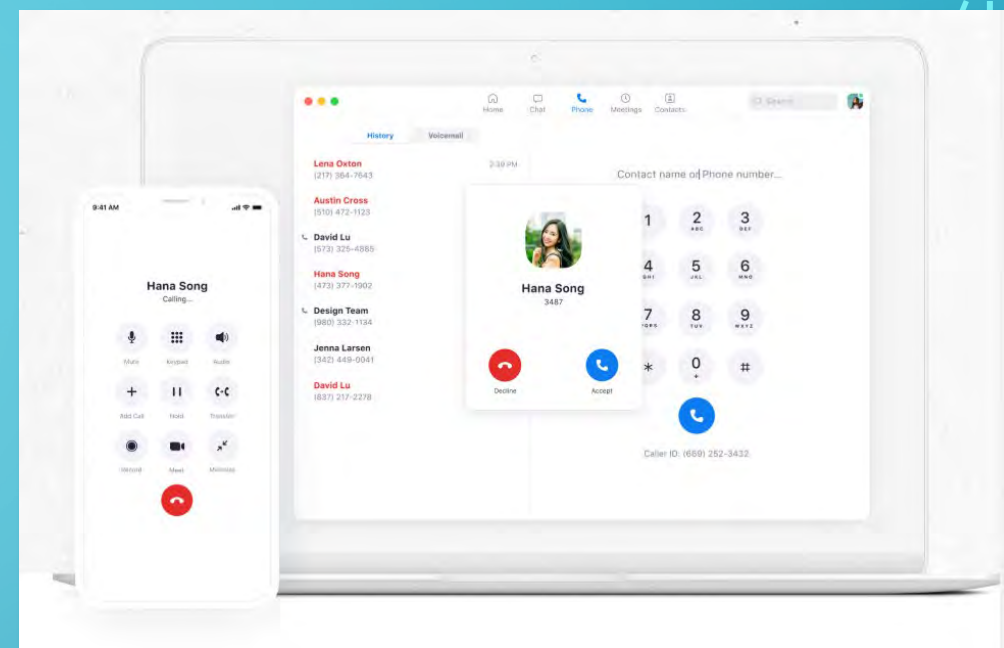 9:41 AM
Hana Song
Calling...
Mute Keypad Audio
Add Call Hold Transfer
Record Meet Minimize
Home Chat Phone Meetings Contacts Search
History Voicemail
Lena Oxton 2:38 PM
(217) 364-7643
Austin Cross
(510) 472-1123
David Lu
(573) 325-4885
Hana Song
(473) 377-1902
Design Team
(980) 332-1134
Jenna Larsen
(342) 449-0041
David Lu
(837) 217-2278
Hana Song
3487
Decline Accept
Contact name or Phone number...
1 2 3
ABC DEF
4 5 6
GHI JKL MNO
7 8 9
PQRS TUV WXYZ
* 0 #
+
Caller ID: (669) 252-3432